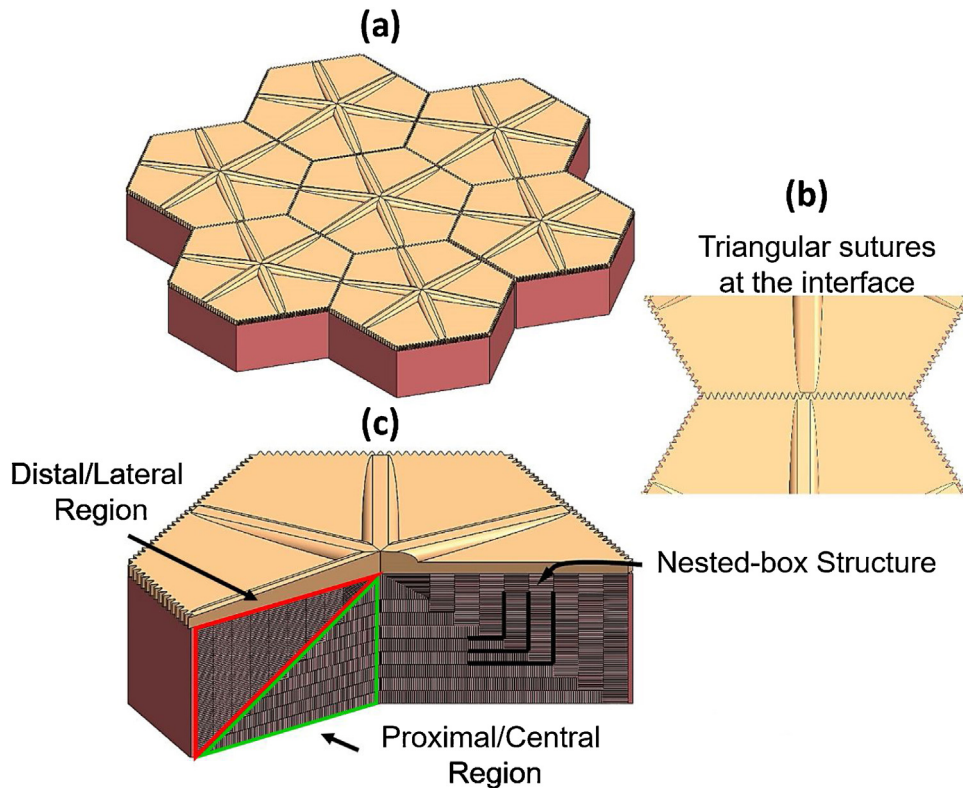 (a)
(b)
Triangular sutures
at the interface
(c)
Distal/Lateral
Region
Nested-box Structure
Proximal/Central
Region